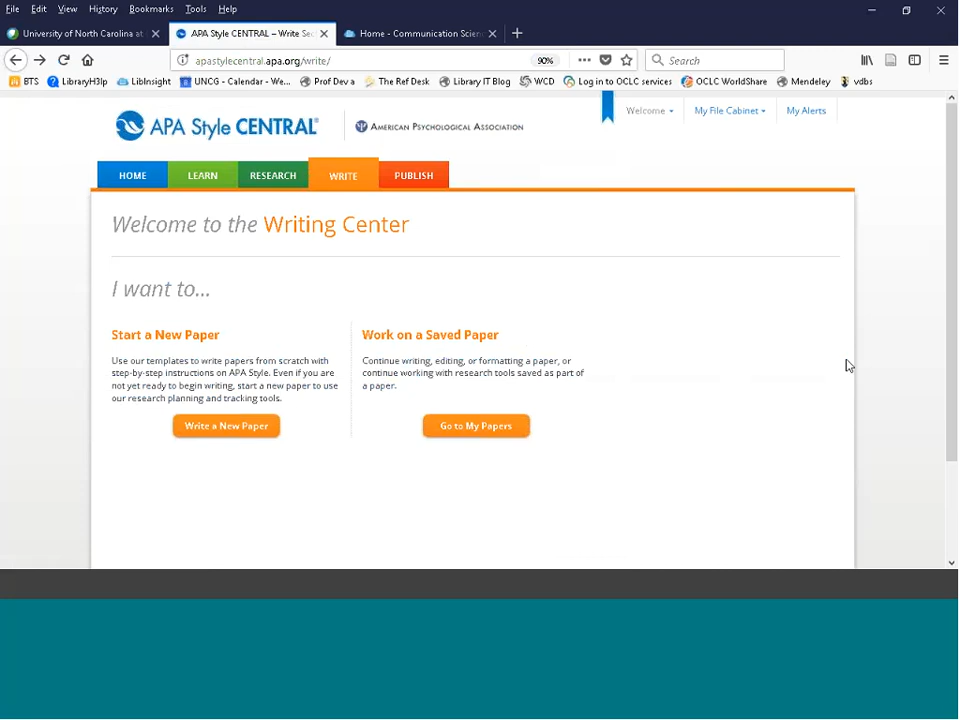 File Edit View History Bookmarks Tools Help
University of North Carolina at
APA Style CENTRAL – Write Sec
Home - Communication Scien
apastylecentral.apa.org/write/
90%
Search
BTS LibraryH3lp LibInsight UNCG - Calendar - We... Prof Dev a The Ref Desk Library IT Blog WCD Log in to OCLC services OCLC WorldShare Mendeley vdbs
APA Style CENTRAL®
AMERICAN PSYCHOLOGICAL ASSOCIATION
Welcome
My File Cabinet
My Alerts
HOME LEARN RESEARCH WRITE PUBLISH
Welcome to the Writing Center
I want to...
Start a New Paper
Use our templates to write papers from scratch with
step-by-step instructions on APA Style. Even if you are
not yet ready to begin writing, start a new paper to use
our research planning and tracking tools.
Write a New Paper
Work on a Saved Paper
Continue writing, editing, or formatting a paper, or
continue working with research tools saved as part of
a paper.
Go to My Papers